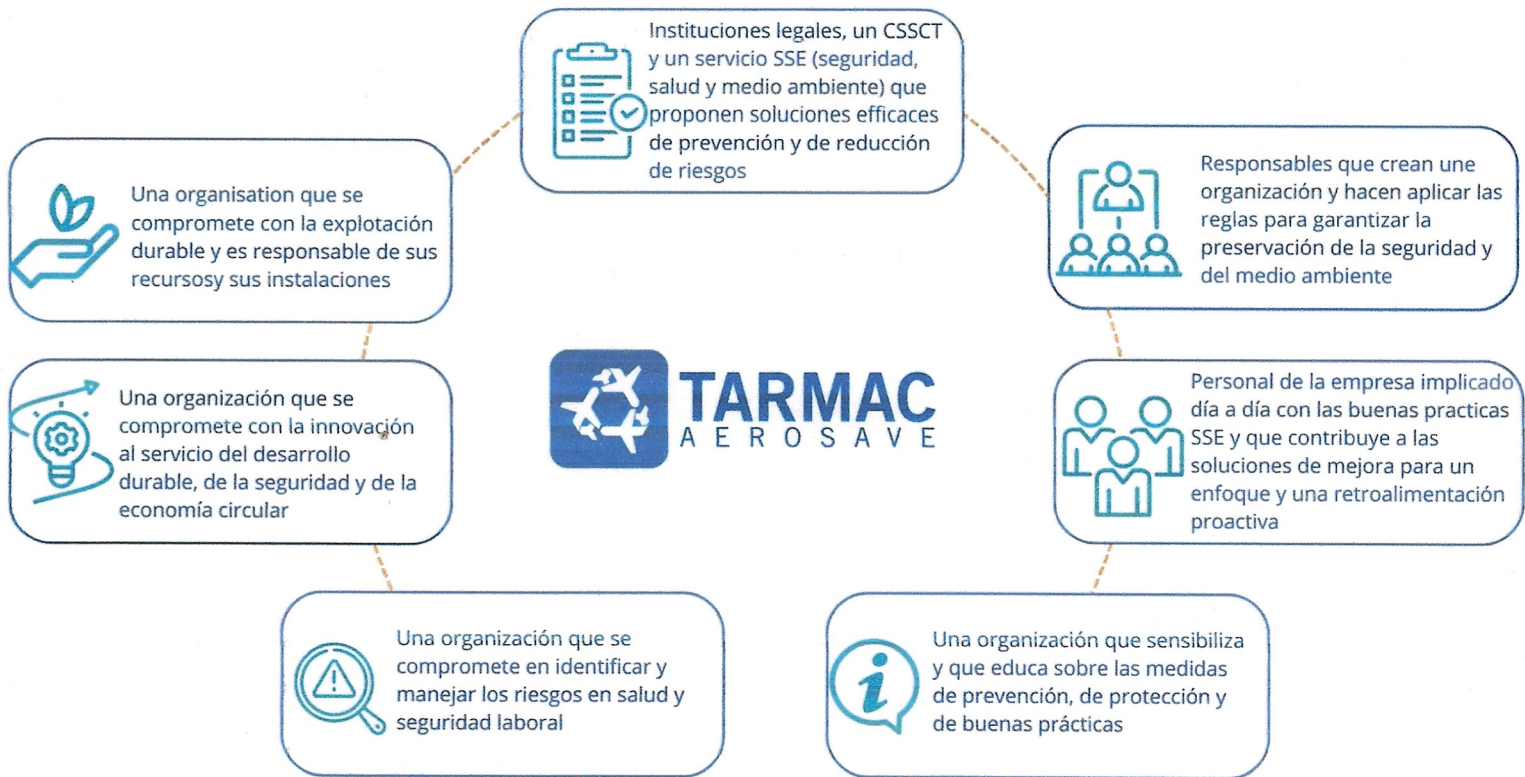 Instituciones legales, un CSSCT
y un servicio SSE (seguridad,
salud y medio ambiente) que
proponen soluciones efficaces
de prevención y de reducción
de riesgos
Responsables que crean une
organización y hacen aplicar las
reglas para garantizar la
preservación de la seguridad y
del medio ambiente
Personal de la empresa implicado
día a día con las buenas practicas
SSE y que contribuye a las
soluciones de mejora para un
enfoque y una retroalimentación
proactiva
Una organización que sensibiliza
y que educa sobre las medidas
de prevención, de protección y
de buenas prácticas
Una organización que se
compromete en identificar y
manejar los riesgos en salud y
seguridad laboral
Una organización que se
compromete con la innovación
al servicio del desarrollo
durable, de la seguridad y de la
economía circular
Una organisation que se
compromete con la explotación
durable y es responsable de sus
recursosy sus instalaciones
TARMAC
AEROSAVE